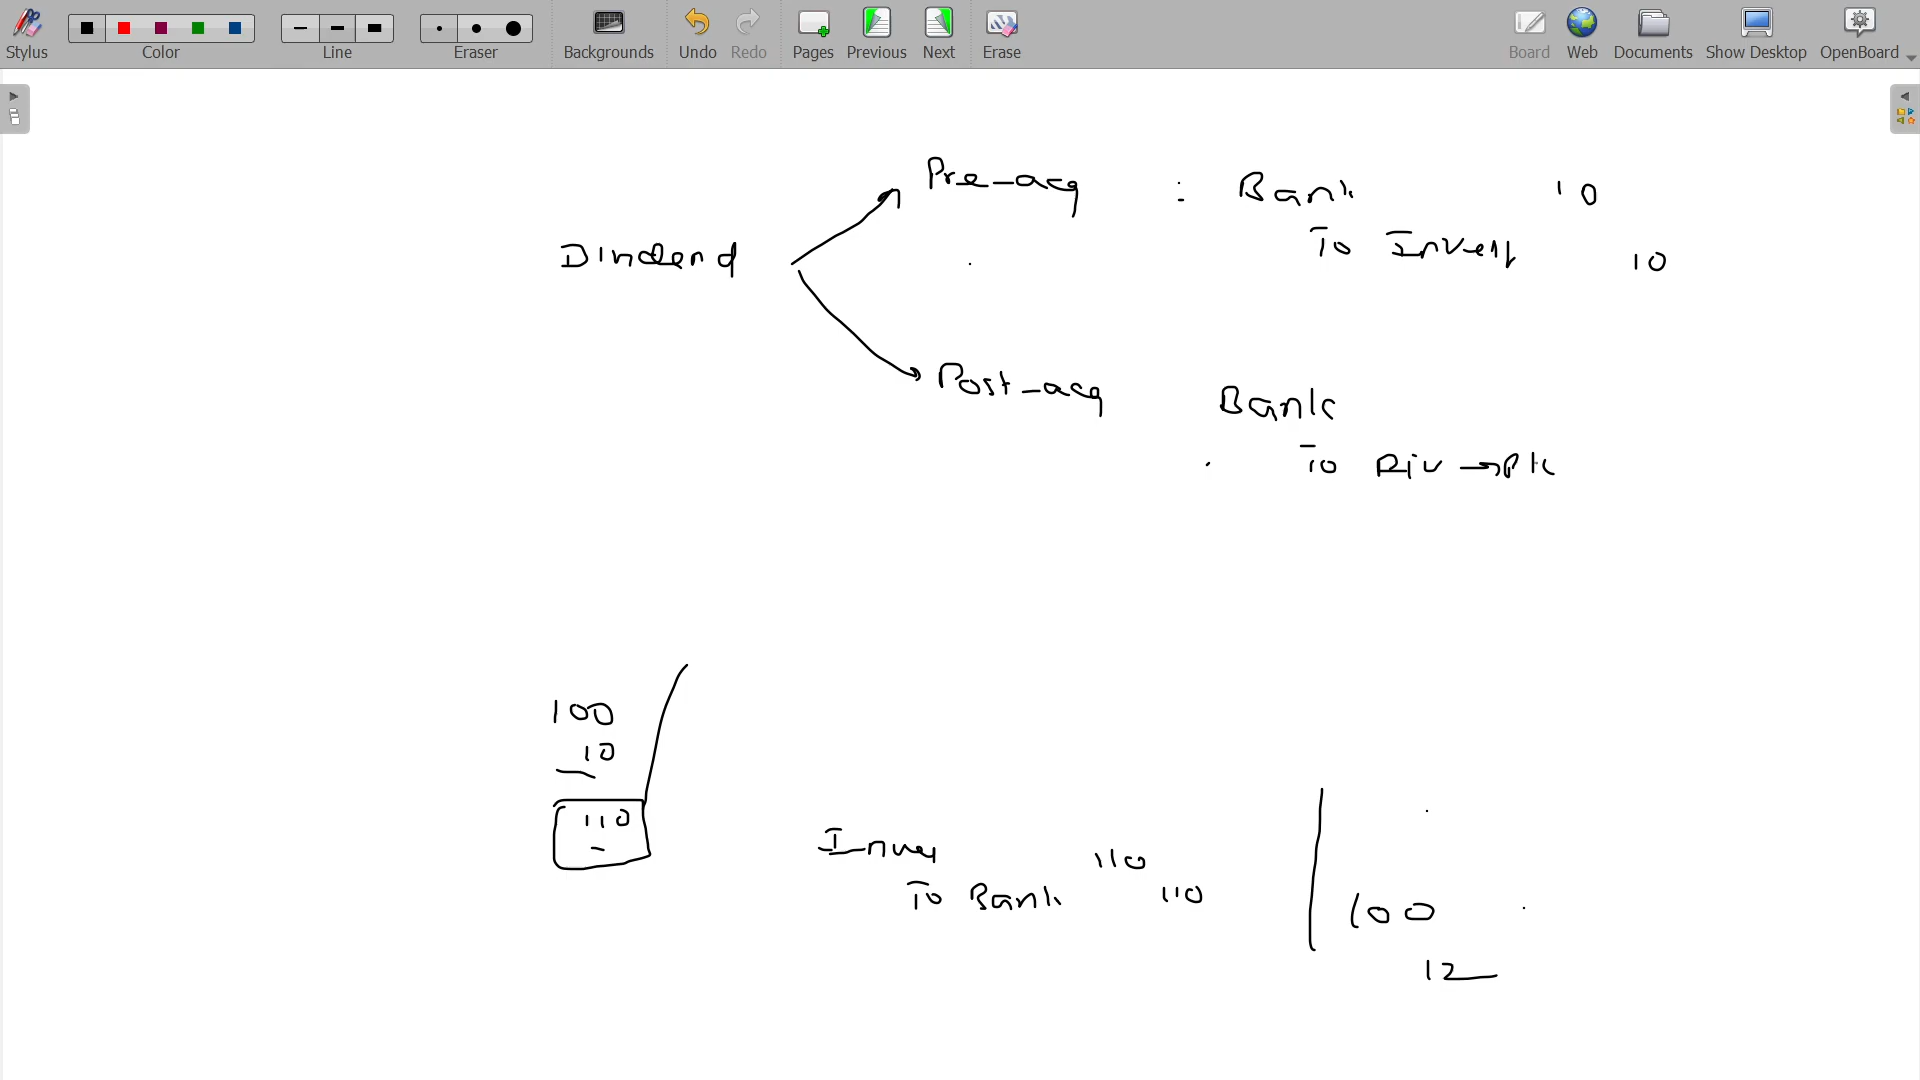 Stylus Color Line Eraser Backgrounds Undo Redo Pages Previous Next Erase Board Web Documents Show Desktop OpenBoard
Pre-acq : Bank 10
Dindend To Invest 10
Post-acq Bank
To Div
100
10
110
Inve 110
To Bank 110
100
12